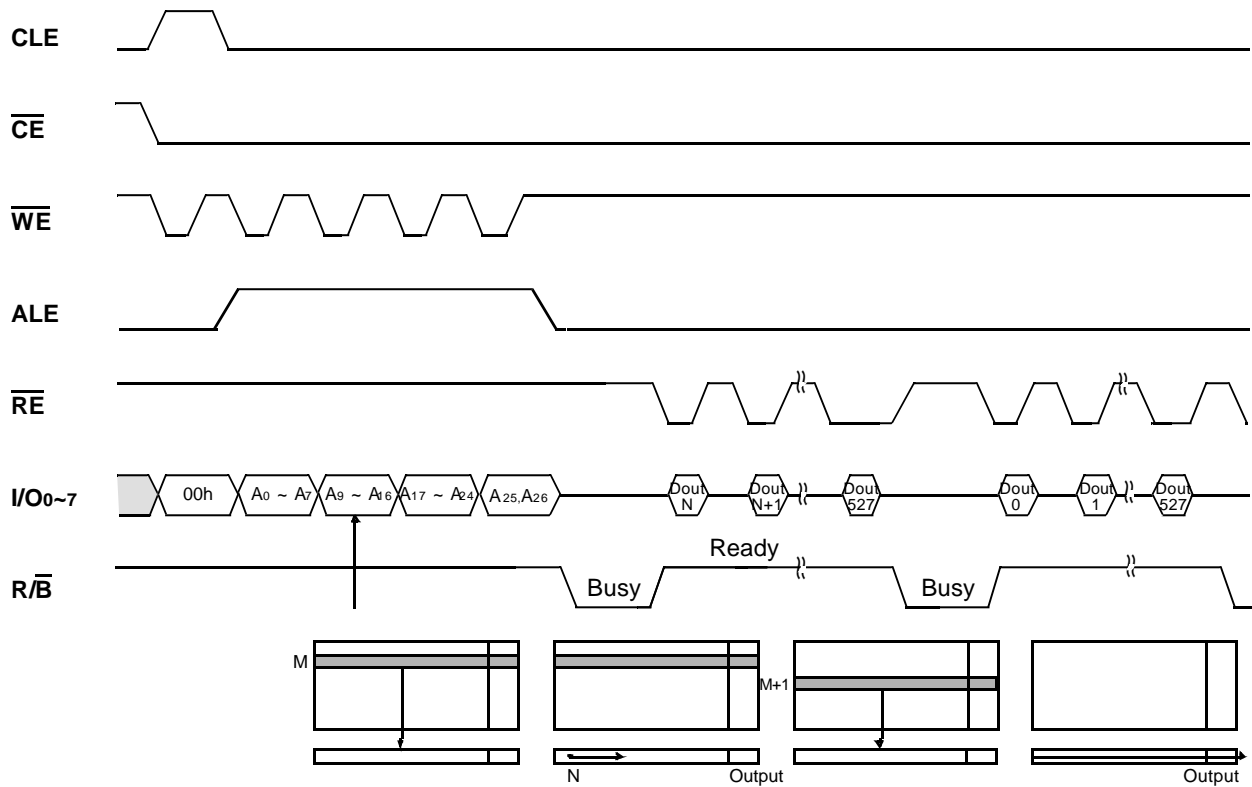 CLE
CE
WE
ALE
RE
I/O0~7 00h A0 ~ A7 A9 ~ A16 A17 ~ A24 A25,A26 Dout N Dout N+1 Dout 527 Dout 0 Dout 1 Dout 527
Ready
R/B Busy Busy
M
M+1
N Output Output